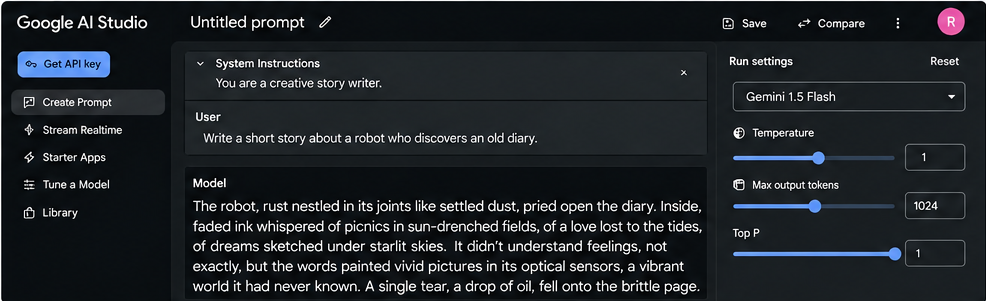 Google AI Studio
Untitled prompt
Save
Compare
R
Get API key
Create Prompt
Stream Realtime
Starter Apps
Tune a Model
Library
System Instructions
You are a creative story writer.
User
Write a short story about a robot who discovers an old diary.
Model
The robot, rust nestled in its joints like settled dust, pried open the diary. Inside,
faded ink whispered of picnics in sun-drenched fields, of a love lost to the tides,
of dreams sketched under starlit skies. It didn't understand feelings, not
exactly, but the words painted vivid pictures in its optical sensors, a vibrant
world it had never known. A single tear, a drop of oil, fell onto the brittle page.
Run settings
Reset
Gemini 1.5 Flash
Temperature
1
Max output tokens
1024
Top P
1